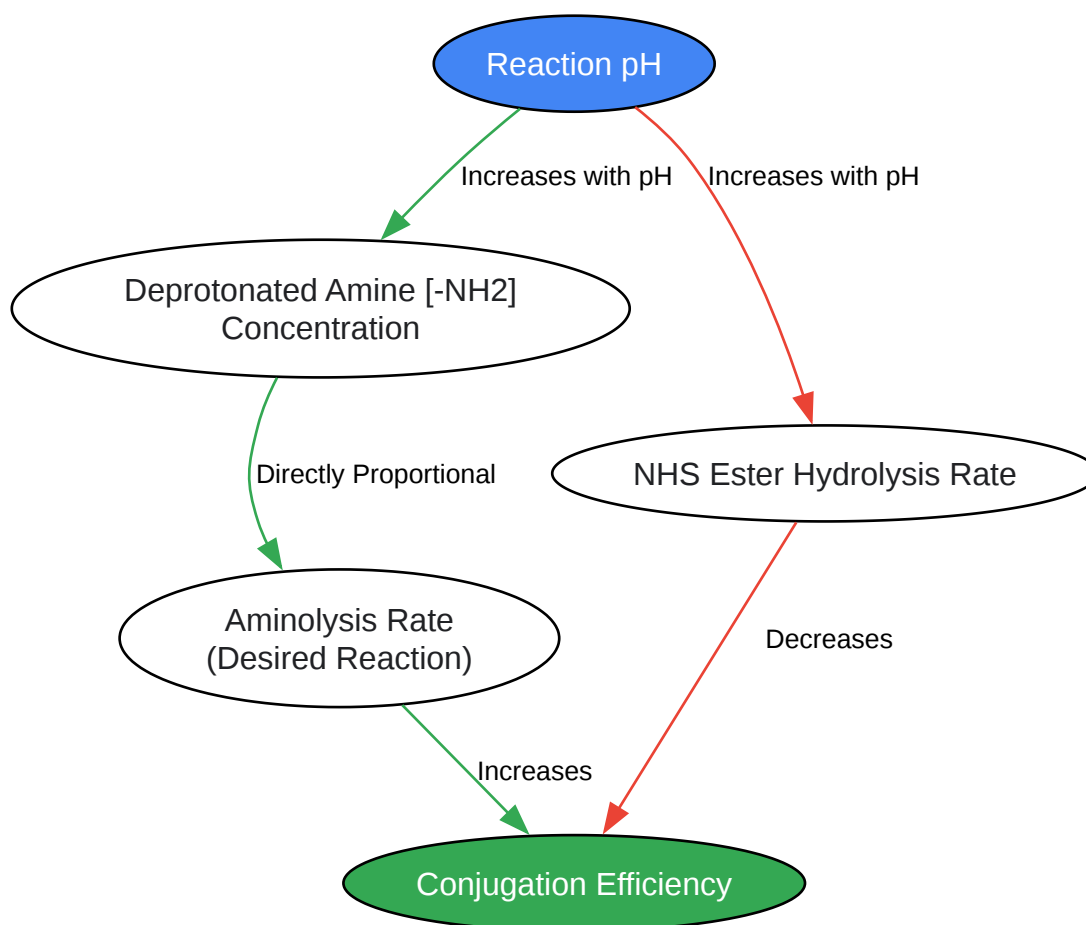 Reaction pH
Increases with pH
Increases with pH
Deprotonated Amine [-NH2]
Concentration
Directly Proportional
NHS Ester Hydrolysis Rate
Aminolysis Rate
(Desired Reaction)
Decreases
Increases
Conjugation Efficiency